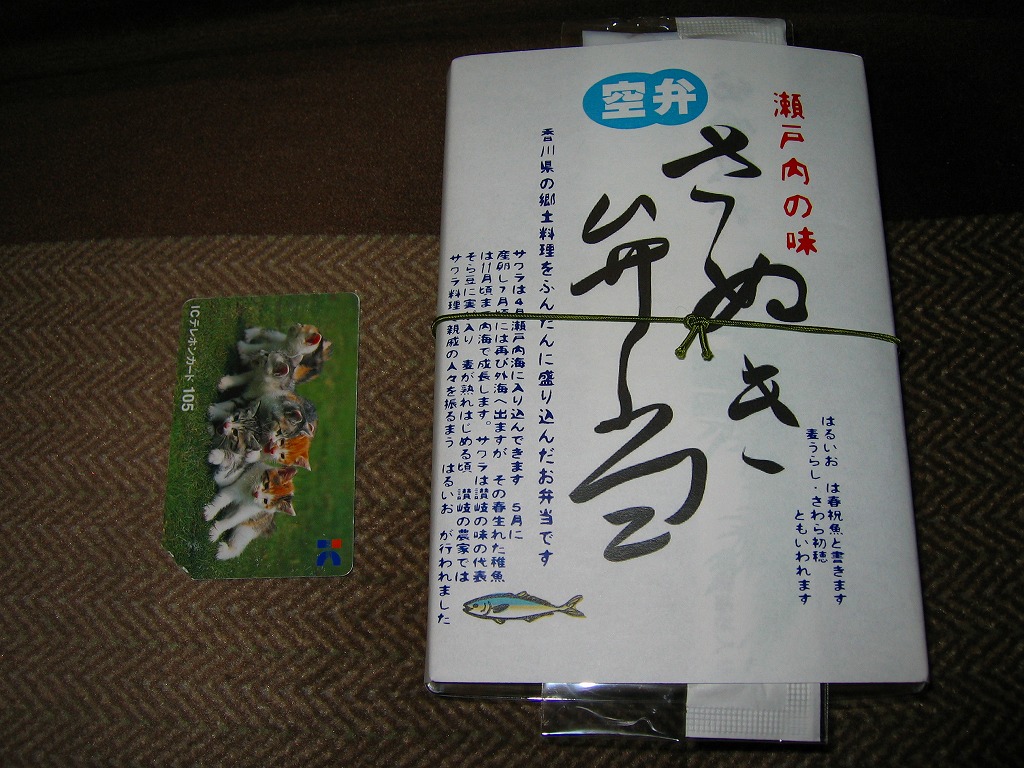 空弁
瀬戸内の味
さぬき
弁当
香川県の郷土料理をふんだんに盛り込んだお弁当です
はるいお は春祝魚と書きます
麦うらし・さわら初穂
ともいわれます
サワラは4月瀬戸内海に入り込んできます 5月に
産卵し7月頃には再び外海へ出ますが その春生れた稚魚
は11月頃ま 内海で成長します。サワラは讃岐の味の代表
そら豆に実が入り 麦が熟れはじめる頃 讃岐の農家では
サワラ料理 親戚の人々を振るまう はるいお が行われました
ICテレホンカード 105